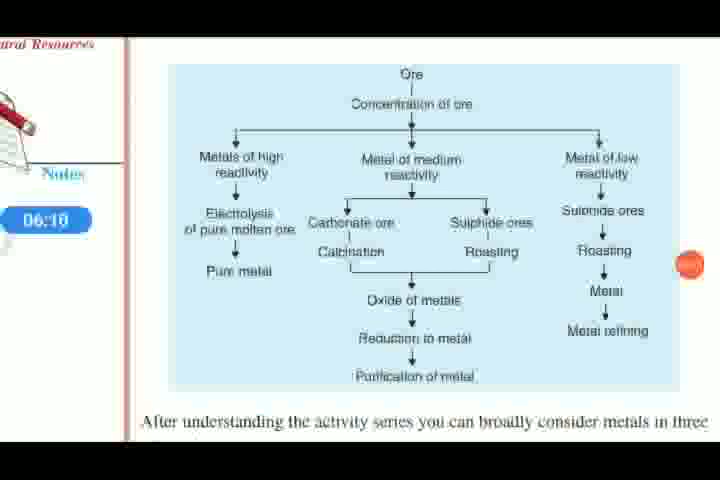 ural Resources
Notes
06:10
Ore
Concentration of ore
Metals of high
reactivity
Electrolysis
of pure molten ore
Pure metal
Metal of medium
reactivity
Carbonate ore
Calcination
Sulphide ores
Roasting
Oxide of metals
Reduction to metal
Purification of metal
Metal of low
reactivity
Sulphide ores
Roasting
Metal
Metal refining
After understanding the activity series you can broadly consider metals in three